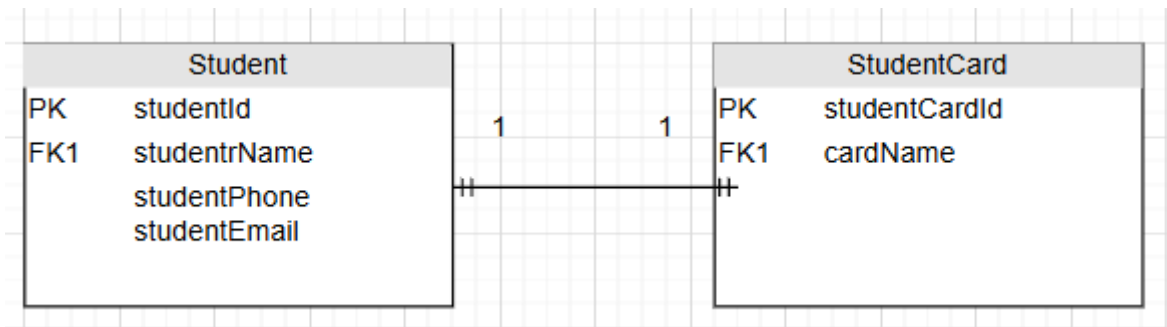 Student
PK studentId
FK1 studentrName
studentPhone
studentEmail
1 1
StudentCard
PK studentCardId
FK1 cardName